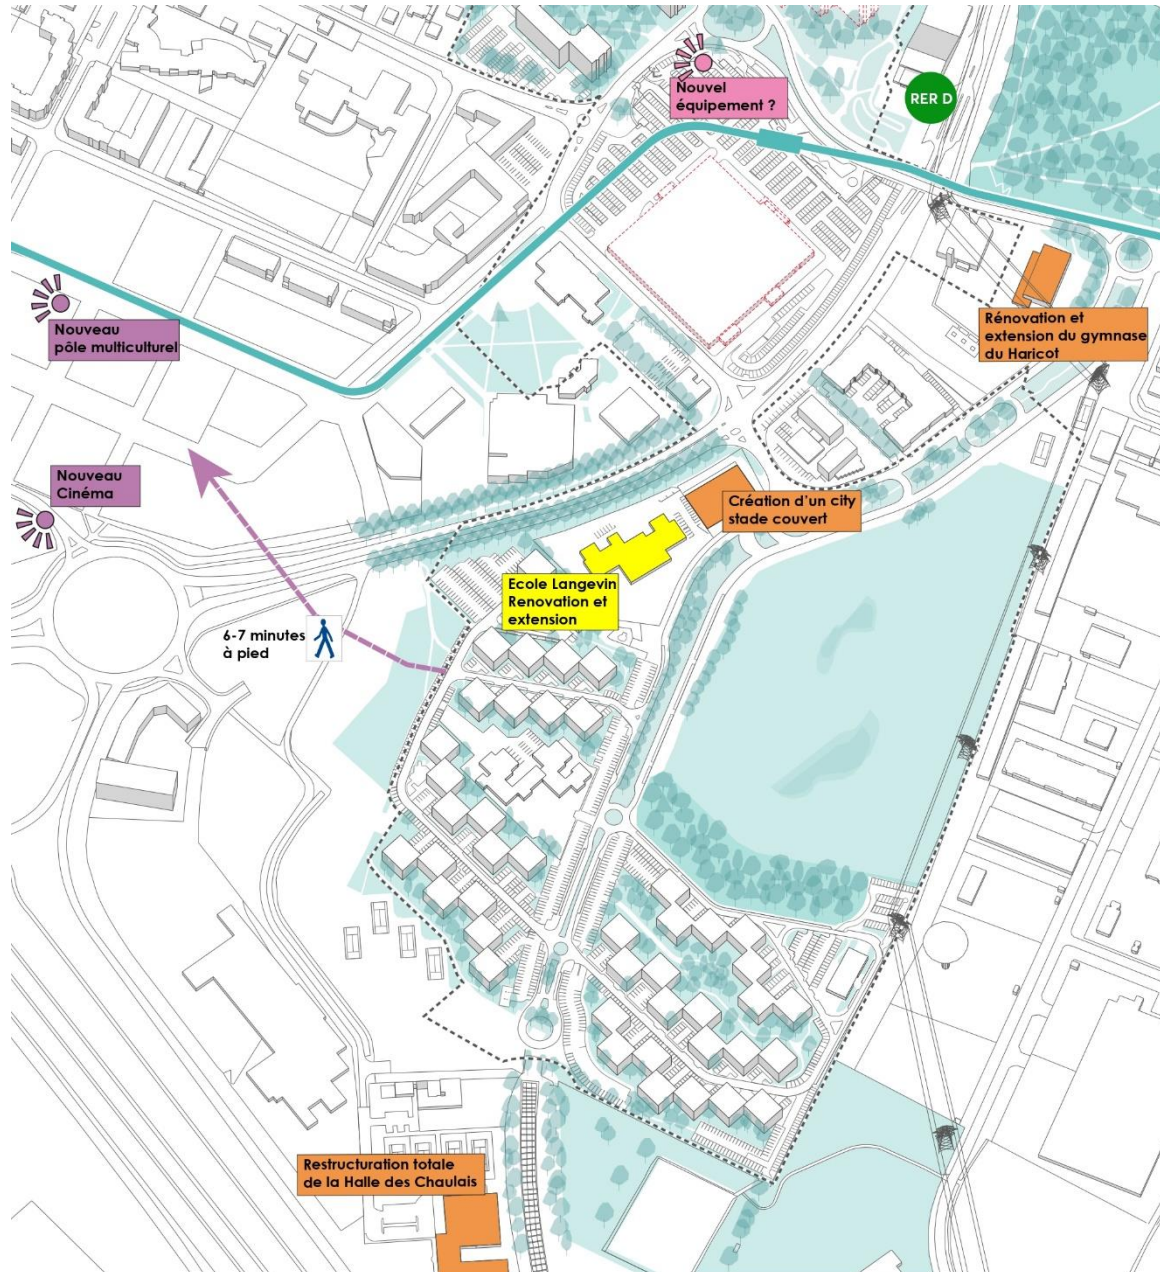 Nouvel
équipement ?
RER D
Nouveau
pôle multiculturel
Rénovation et
extension du gymnase
du Haricot
Nouveau
Cinéma
Création d'un city
stade couvert
Ecole Langevin
Renovation et
extension
6-7 minutes
à pied
Restructuration totale
de la Halle des Chaulais